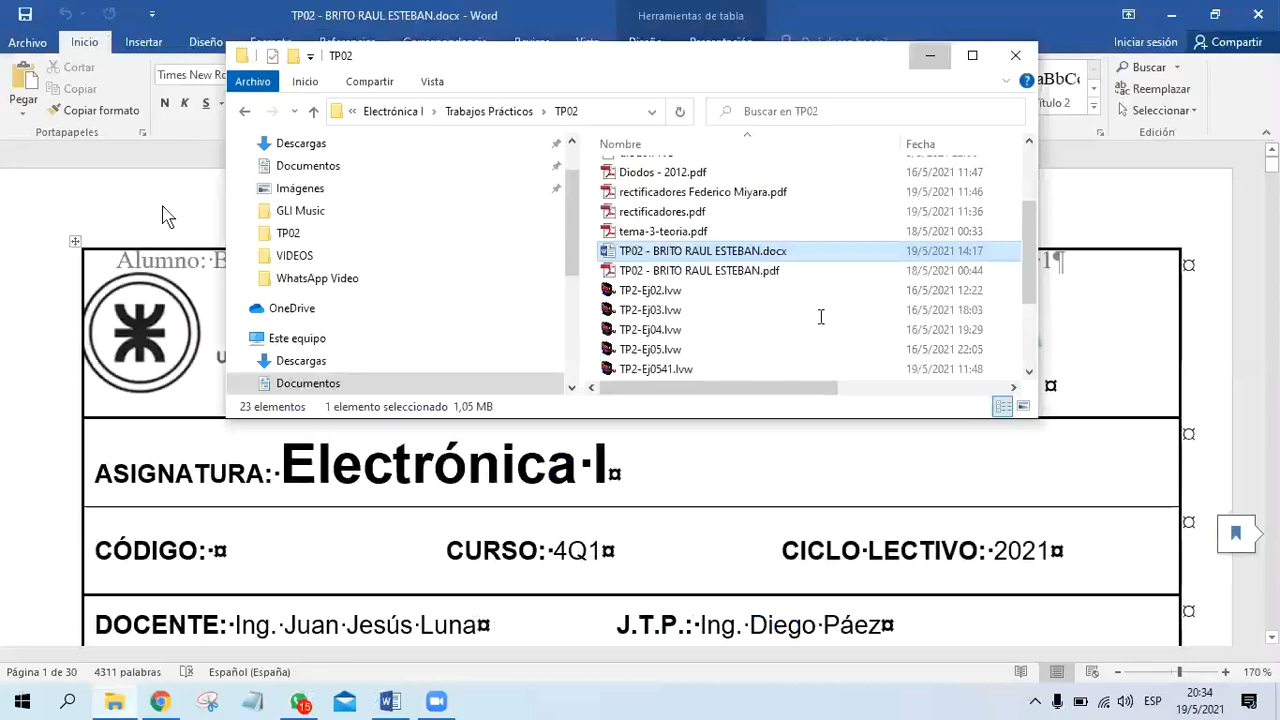 TP02 - BRITO RAUL ESTEBAN.docx - Word
Herramientas de tabla
Archivo Inicio Insertar Diseño
Iniciar sesión Compartir
Pegar
Cortar
Copiar
Copiar formato
Portapapeles
Times New Ro
N K S
Título 2
Buscar
Reemplazar
Seleccionar
Edición
TP02
Archivo Inicio Compartir Vista
Electrónica I Trabajos Prácticos TP02
Buscar en TP02
Descargas
Documentos
Imágenes
GLI Music
TP02
VIDEOS
WhatsApp Video
OneDrive
Este equipo
Descargas
Documentos
Nombre Fecha
Diodos - 2012.pdf 16/5/2021 11:47
rectificadores Federico Miyara.pdf 19/5/2021 11:46
rectificadores.pdf 19/5/2021 11:36
tema-3-teoria.pdf 18/5/2021 00:33
TP02 - BRITO RAUL ESTEBAN.docx 19/5/2021 14:17
TP02 - BRITO RAUL ESTEBAN.pdf 18/5/2021 00:44
TP2-Ej02.lvw 16/5/2021 12:22
TP2-Ej03.lvw 16/5/2021 18:03
TP2-Ej04.lvw 16/5/2021 19:29
TP2-Ej05.lvw 16/5/2021 22:05
TP2-Ej0541.lvw 19/5/2021 11:48
23 elementos 1 elemento seleccionado 1,05 MB
Alumno:·B
1¶
ASIGNATURA:·Electrónica·I¤
CÓDIGO:·¤ CURSO:·4Q1¤ CICLO·LECTIVO:·2021¤
DOCENTE:·Ing.·Juan·Jesús·Luna¤ J.T.P.:·Ing.·Diego·Páez¤
Página 1 de 30 4311 palabras Español (España) 170 %
15
ESP
20:34
19/5/2021